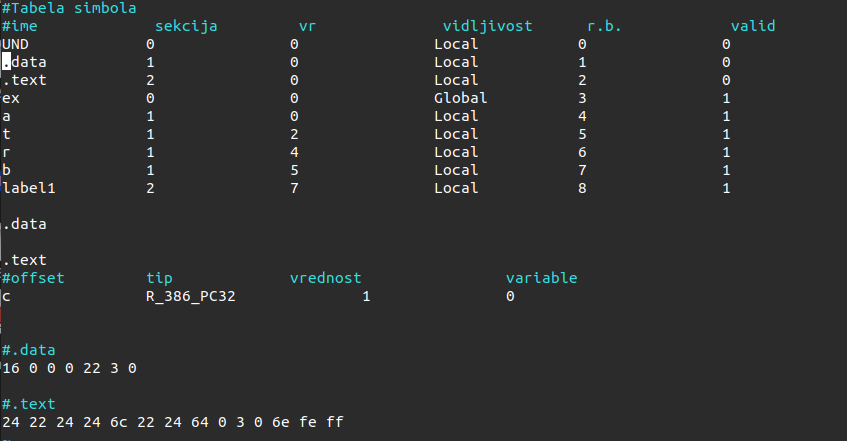 #Tabela simbola
#ime sekcija vr vidljivost r.b. valid
UND 0 0 Local 0 0
.data 1 0 Local 1 0
.text 2 0 Local 2 0
ex 0 0 Global 3 1
a 1 0 Local 4 1
t 1 2 Local 5 1
r 1 4 Local 6 1
b 1 5 Local 7 1
label1 2 7 Local 8 1
.data
.text
#offset tip vrednost variable
c R_386_PC32 1 0
#.data
16 0 0 0 22 3 0
#.text
24 22 24 24 6c 22 24 64 0 3 0 6e fe ff